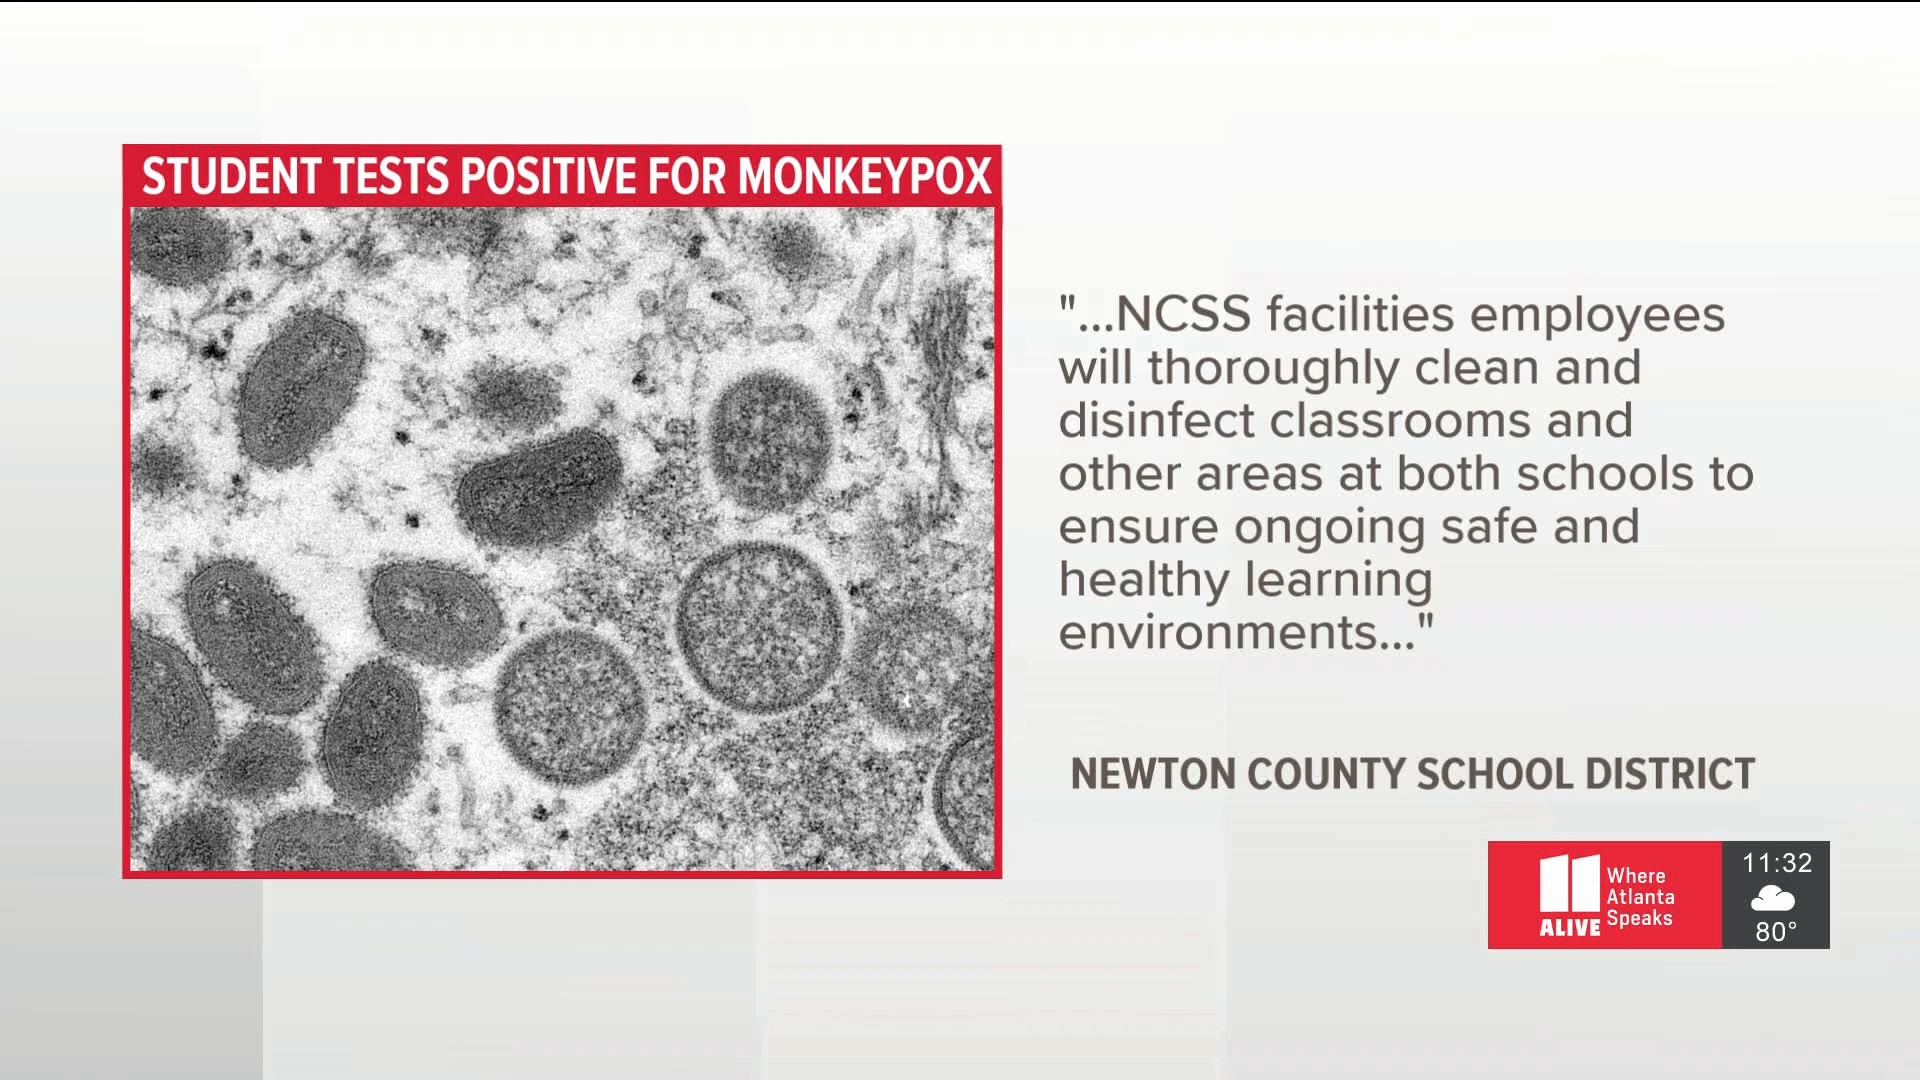 STUDENT TESTS POSITIVE FOR MONKEYPOX
"...NCSS facilities employees
will thoroughly clean and
disinfect classrooms and
other areas at both schools to
ensure ongoing safe and
healthy learning
environments..."
NEWTON COUNTY SCHOOL DISTRICT
11
ALIVE
Where
Atlanta
Speaks
11:32
80°